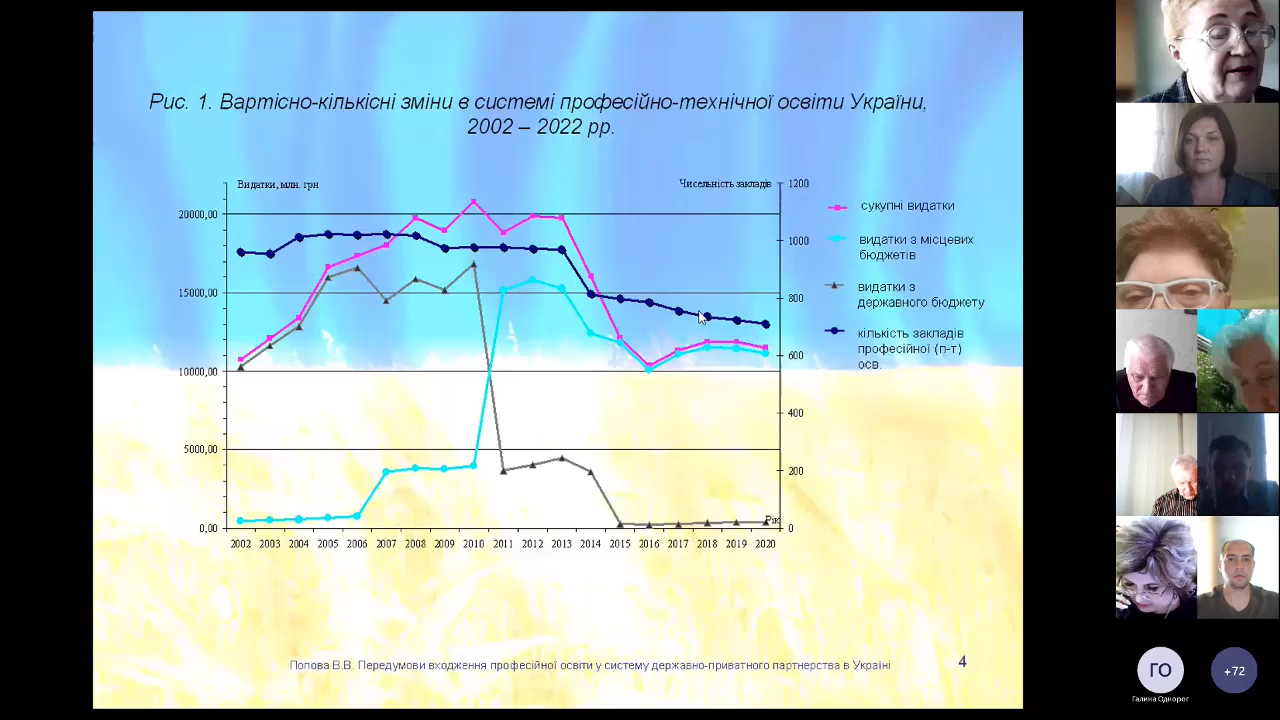 Рис. 1. Вартісно-кількісні зміни в системі професійно-технічної освіти України,
2002 – 2022 рр.
Видатки, млн. грн
Чисельність закладів
20000,00
15000,00
10000,00
5000,00
0,00
1200
1000
800
600
400
200
0
Рік
2002 2003 2004 2005 2006 2007 2008 2009 2010 2011 2012 2013 2014 2015 2016 2017 2018 2019 2020
сукупні видатки
видатки з місцевих
бюджетів
видатки з
державного бюджету
кількість закладів
професійної (п-т)
осв.
Попова В.В. Передумови входження професійної освіти у систему державно-приватного партнерства в Україні
4
ГО
Галина Однорог
+72